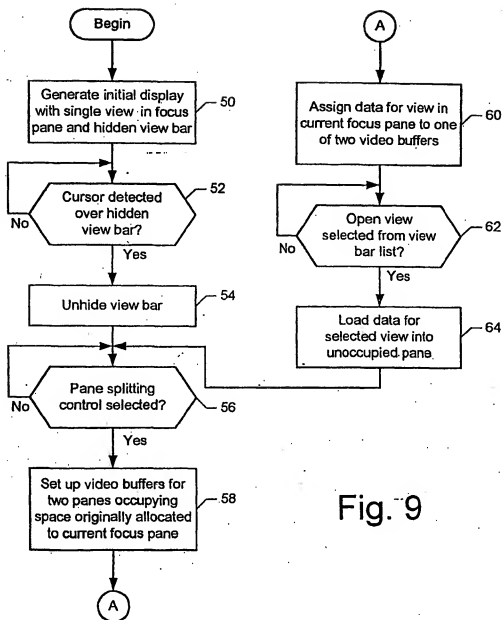 Begin
Generate initial display
with single view in focus
pane and hidden view bar
50
Cursor detected
over hidden
view bar?
52
No
Yes
Unhide view bar
54
Pane splitting
control selected?
56
No
Yes
Set up video buffers for
two panes occupying
space originally allocated
to current focus pane
58
A
A
Assign data for view in
current focus pane to one
of two video buffers
60
Open view
selected from view
bar list?
62
No
Yes
Load data for
selected view into
unoccupied pane
64
Fig. 9